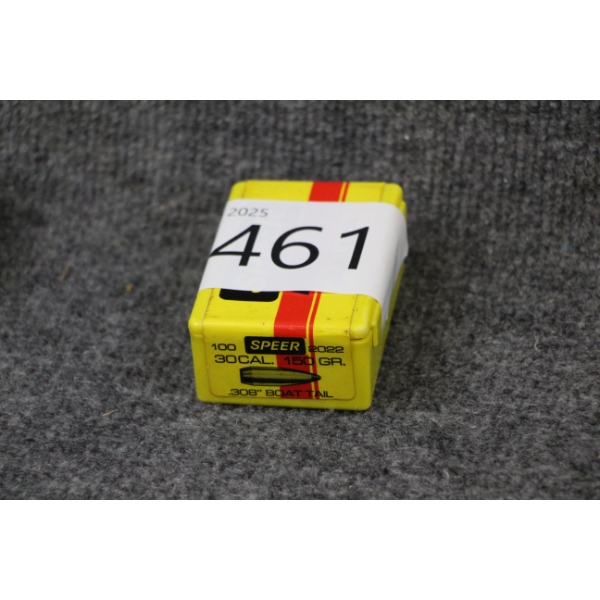 2025
461
100 SPEER 2022
30 CAL. 150 GR.
.308" BOAT TAIL